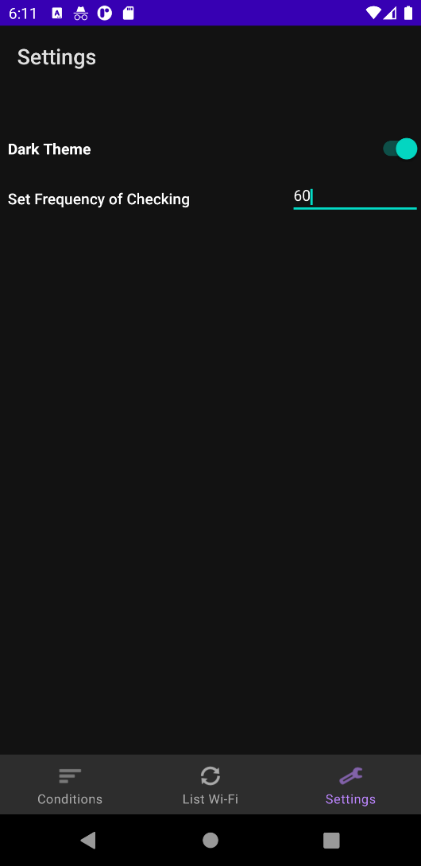 6:11
Settings
Dark Theme
Set Frequency of Checking
60
Conditions
List Wi-Fi
Settings